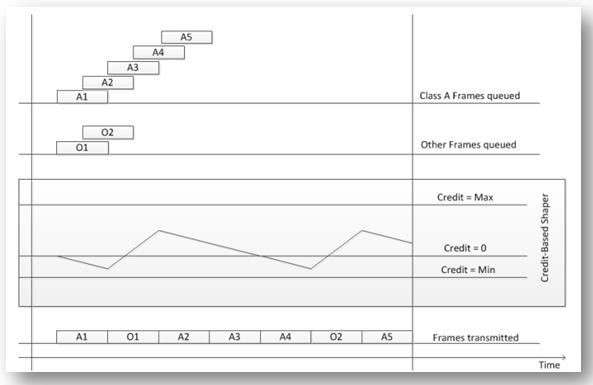 A5
A4
A3
A2
A1
Class A Frames queued
O2
O1
Other Frames queued
Credit = Max
Credit = 0
Credit = Min
Credit-Based Shaper
A1 O1 A2 A3 A4 O2 A5
Frames transmitted
Time